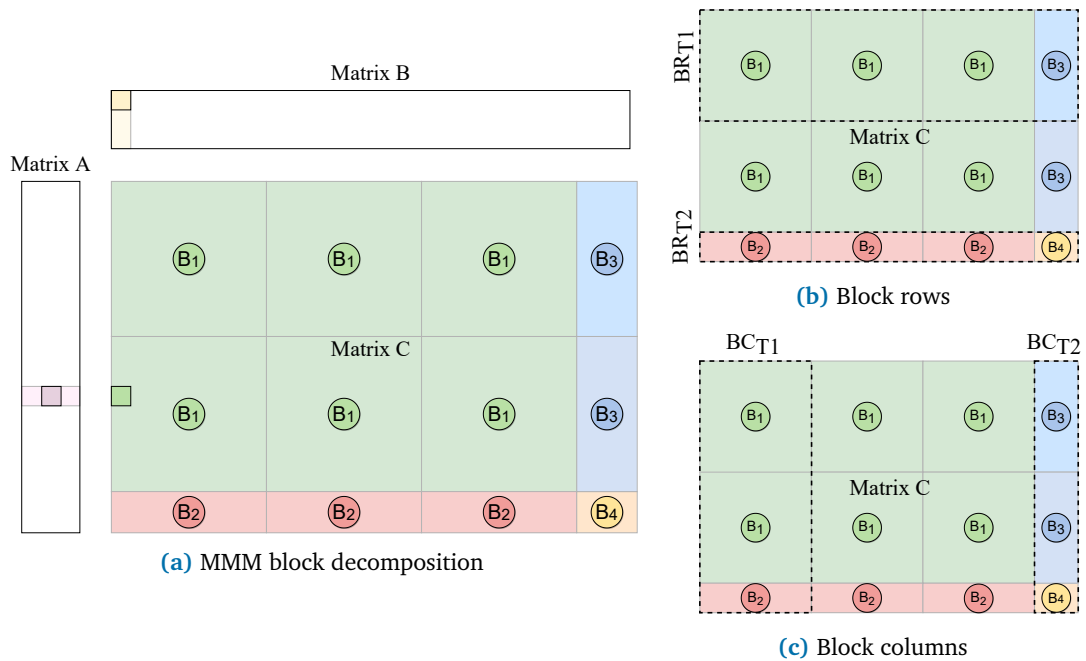 Matrix B
Matrix A
B1 B1 B1 B3
Matrix C
B1 B1 B1 B3
B2 B2 B2 B4
(a) MMM block decomposition
BRT1
B1 B1 B1 B3
Matrix C
B1 B1 B1 B3
BRT2
B2 B2 B2 B4
(b) Block rows
BCT1 BCT2
B1 B1 B1 B3
Matrix C
B1 B1 B1 B3
B2 B2 B2 B4
(c) Block columns